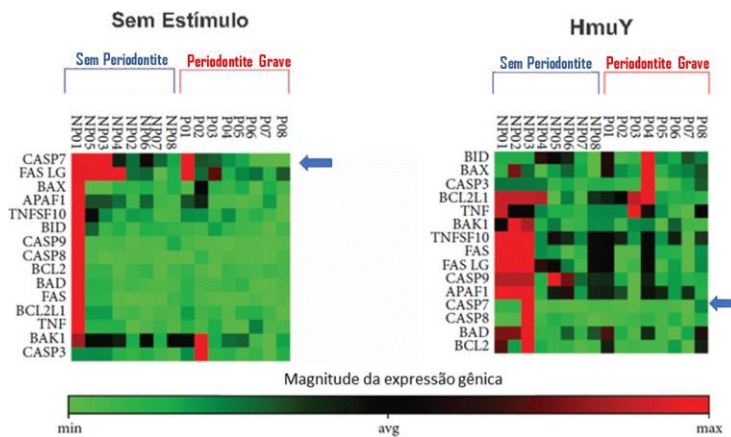 Sem Estímulo
HmuY
Sem Periodontite
Periodontite Grave
Sem Periodontite
Periodontite Grave
NP01 NP05 NP03 NP04 NP02 NP06 NP07 NP08 P01 P02 P03 P04 P05 P06 P07 P08
NP01 NP02 NP03 NP04 NP05 NP06 NP07 NP08 P01 P02 P03 P04 P05 P06 P07 P08
CASP7
FAS LG
BAX
APAF1
TNFSF10
BID
CASP9
CASP8
BCL2
BAD
FAS
BCL2L1
TNF
BAK1
CASP3
BID
BAX
CASP3
BCL2L1
TNF
BAK1
TNFSF10
FAS
FAS LG
CASP9
APAF1
CASP7
CASP8
BAD
BCL2
Magnitude da expressão gênica
min avg max